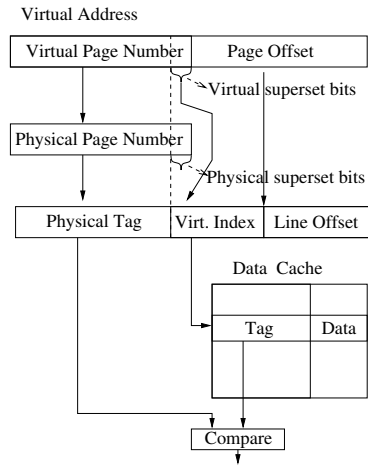 Virtual Address
Virtual Page Number Page Offset
Virtual superset bits
Physical Page Number
Physical superset bits
Physical Tag Virt. Index Line Offset
Data Cache
Tag Data
Compare